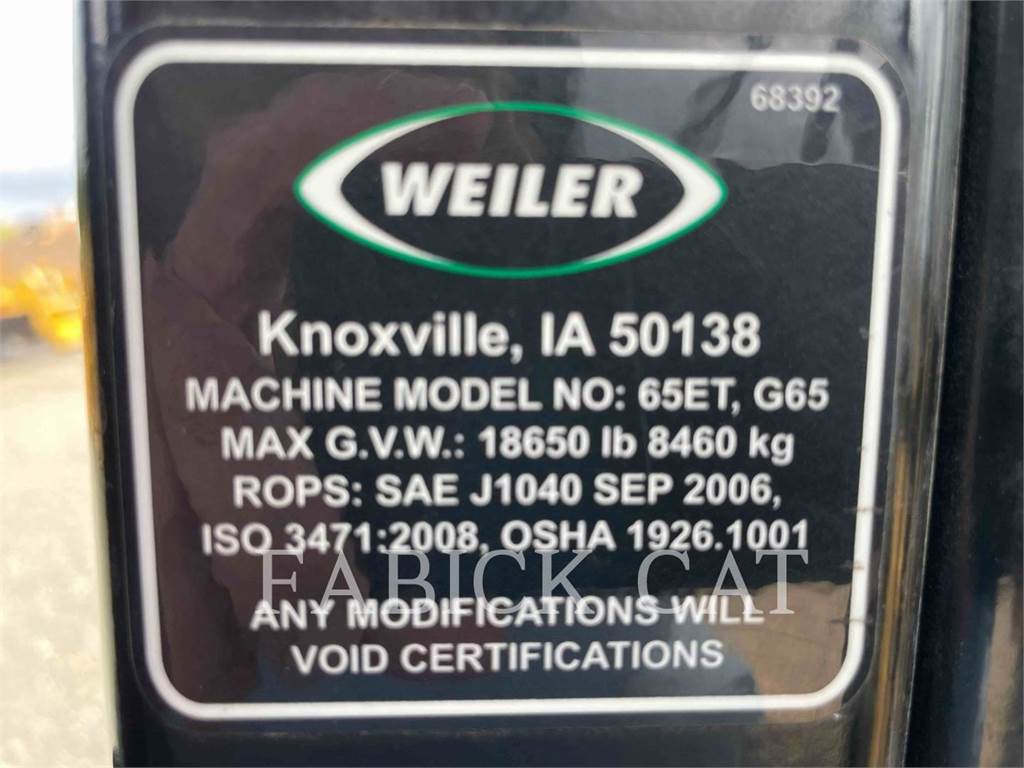 68392
WEILER
Knoxville, IA 50138
MACHINE MODEL NO: 65ET, G65
MAX G.V.W.: 18650 lb 8460 kg
ROPS: SAE J1040 SEP 2006,
ISO 3471:2008, OSHA 1926.1001
FABICK CAT
ANY MODIFICATIONS WILL
VOID CERTIFICATIONS